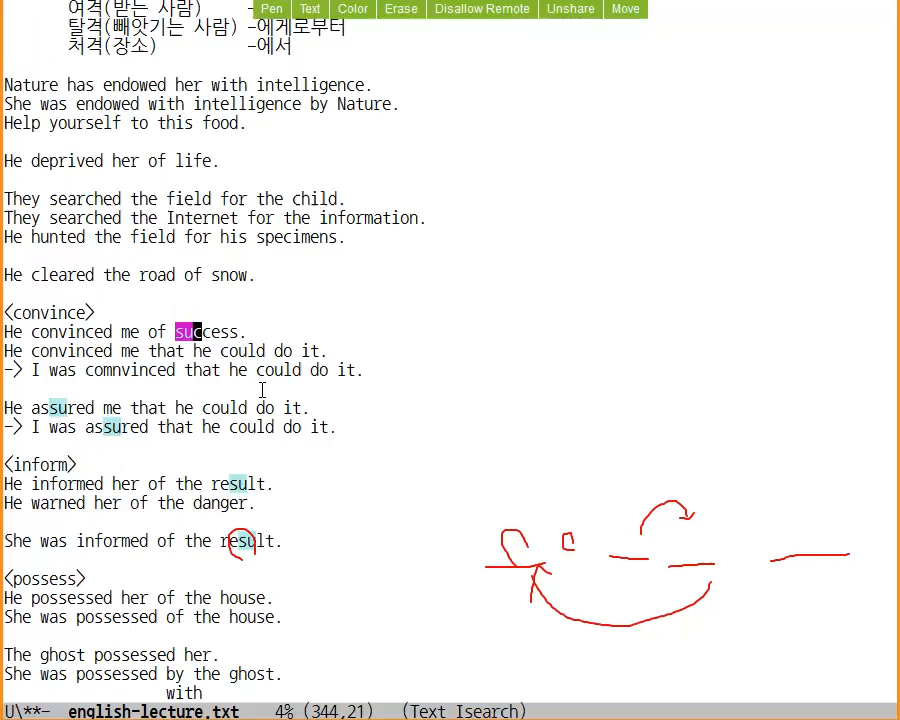 여격(받는 사람) -
Pen Text Color Erase Disallow Remote Unshare Move
탈격(빼앗기는 사람) -에게로부터
처격(장소) -에서
Nature has endowed her with intelligence.
She was endowed with intelligence by Nature.
Help yourself to this food.
He deprived her of life.
They searched the field for the child.
They searched the Internet for the information.
He hunted the field for his specimens.
He cleared the road of snow.
<convince>
He convinced me of success.
He convinced me that he could do it.
-> I was comnvinced that he could do it.
He assured me that he could do it.
-> I was assured that he could do it.
<inform>
He informed her of the result.
He warned her of the danger.
She was informed of the result.
<possess>
He possessed her of the house.
She was possessed of the house.
The ghost possessed her.
She was possessed by the ghost.
with
U\**- english-lecture.txt 4% (344,21) (Text Isearch)